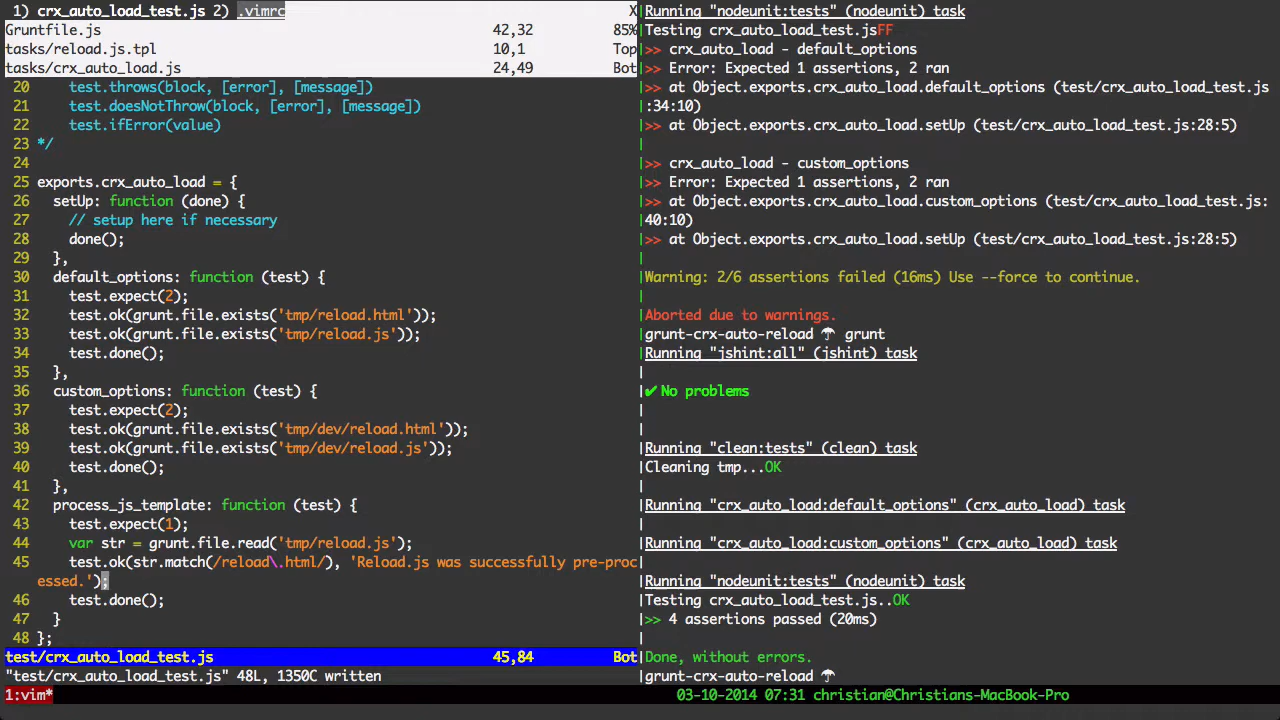 1) crx_auto_load_test.js 2) .vimrc X
Gruntfile.js 42,32 85%
tasks/reload.js.tpl 10,1 Top
tasks/crx_auto_load.js 24,49 Bot
20 test.throws(block, [error], [message])
21 test.doesNotThrow(block, [error], [message])
22 test.ifError(value)
23 */
24
25 exports.crx_auto_load = {
26 setUp: function (done) {
27 // setup here if necessary
28 done();
29 },
30 default_options: function (test) {
31 test.expect(2);
32 test.ok(grunt.file.exists('tmp/reload.html'));
33 test.ok(grunt.file.exists('tmp/reload.js'));
34 test.done();
35 },
36 custom_options: function (test) {
37 test.expect(2);
38 test.ok(grunt.file.exists('tmp/dev/reload.html'));
39 test.ok(grunt.file.exists('tmp/dev/reload.js'));
40 test.done();
41 },
42 process_js_template: function (test) {
43 test.expect(1);
44 var str = grunt.file.read('tmp/reload.js');
45 test.ok(str.match(/reload\.html/), 'Reload.js was successfully pre-proc
essed.');
46 test.done();
47 }
48 };
test/crx_auto_load_test.js 45,84 Bot
"test/crx_auto_load_test.js" 48L, 1350C written
Running "nodeunit:tests" (nodeunit) task
Testing crx_auto_load_test.jsFF
>> crx_auto_load - default_options
>> Error: Expected 1 assertions, 2 ran
>> at Object.exports.crx_auto_load.default_options (test/crx_auto_load_test.js
:34:10)
>> at Object.exports.crx_auto_load.setUp (test/crx_auto_load_test.js:28:5)
>> crx_auto_load - custom_options
>> Error: Expected 1 assertions, 2 ran
>> at Object.exports.crx_auto_load.custom_options (test/crx_auto_load_test.js:
40:10)
>> at Object.exports.crx_auto_load.setUp (test/crx_auto_load_test.js:28:5)
Warning: 2/6 assertions failed (16ms) Use --force to continue.
Aborted due to warnings.
grunt-crx-auto-reload ☂ grunt
Running "jshint:all" (jshint) task
✔ No problems
Running "clean:tests" (clean) task
Cleaning tmp...OK
Running "crx_auto_load:default_options" (crx_auto_load) task
Running "crx_auto_load:custom_options" (crx_auto_load) task
Running "nodeunit:tests" (nodeunit) task
Testing crx_auto_load_test.js..OK
>> 4 assertions passed (20ms)
Done, without errors.
grunt-crx-auto-reload ☂
1:vim* 03-10-2014 07:31 christian@Christians-MacBook-Pro